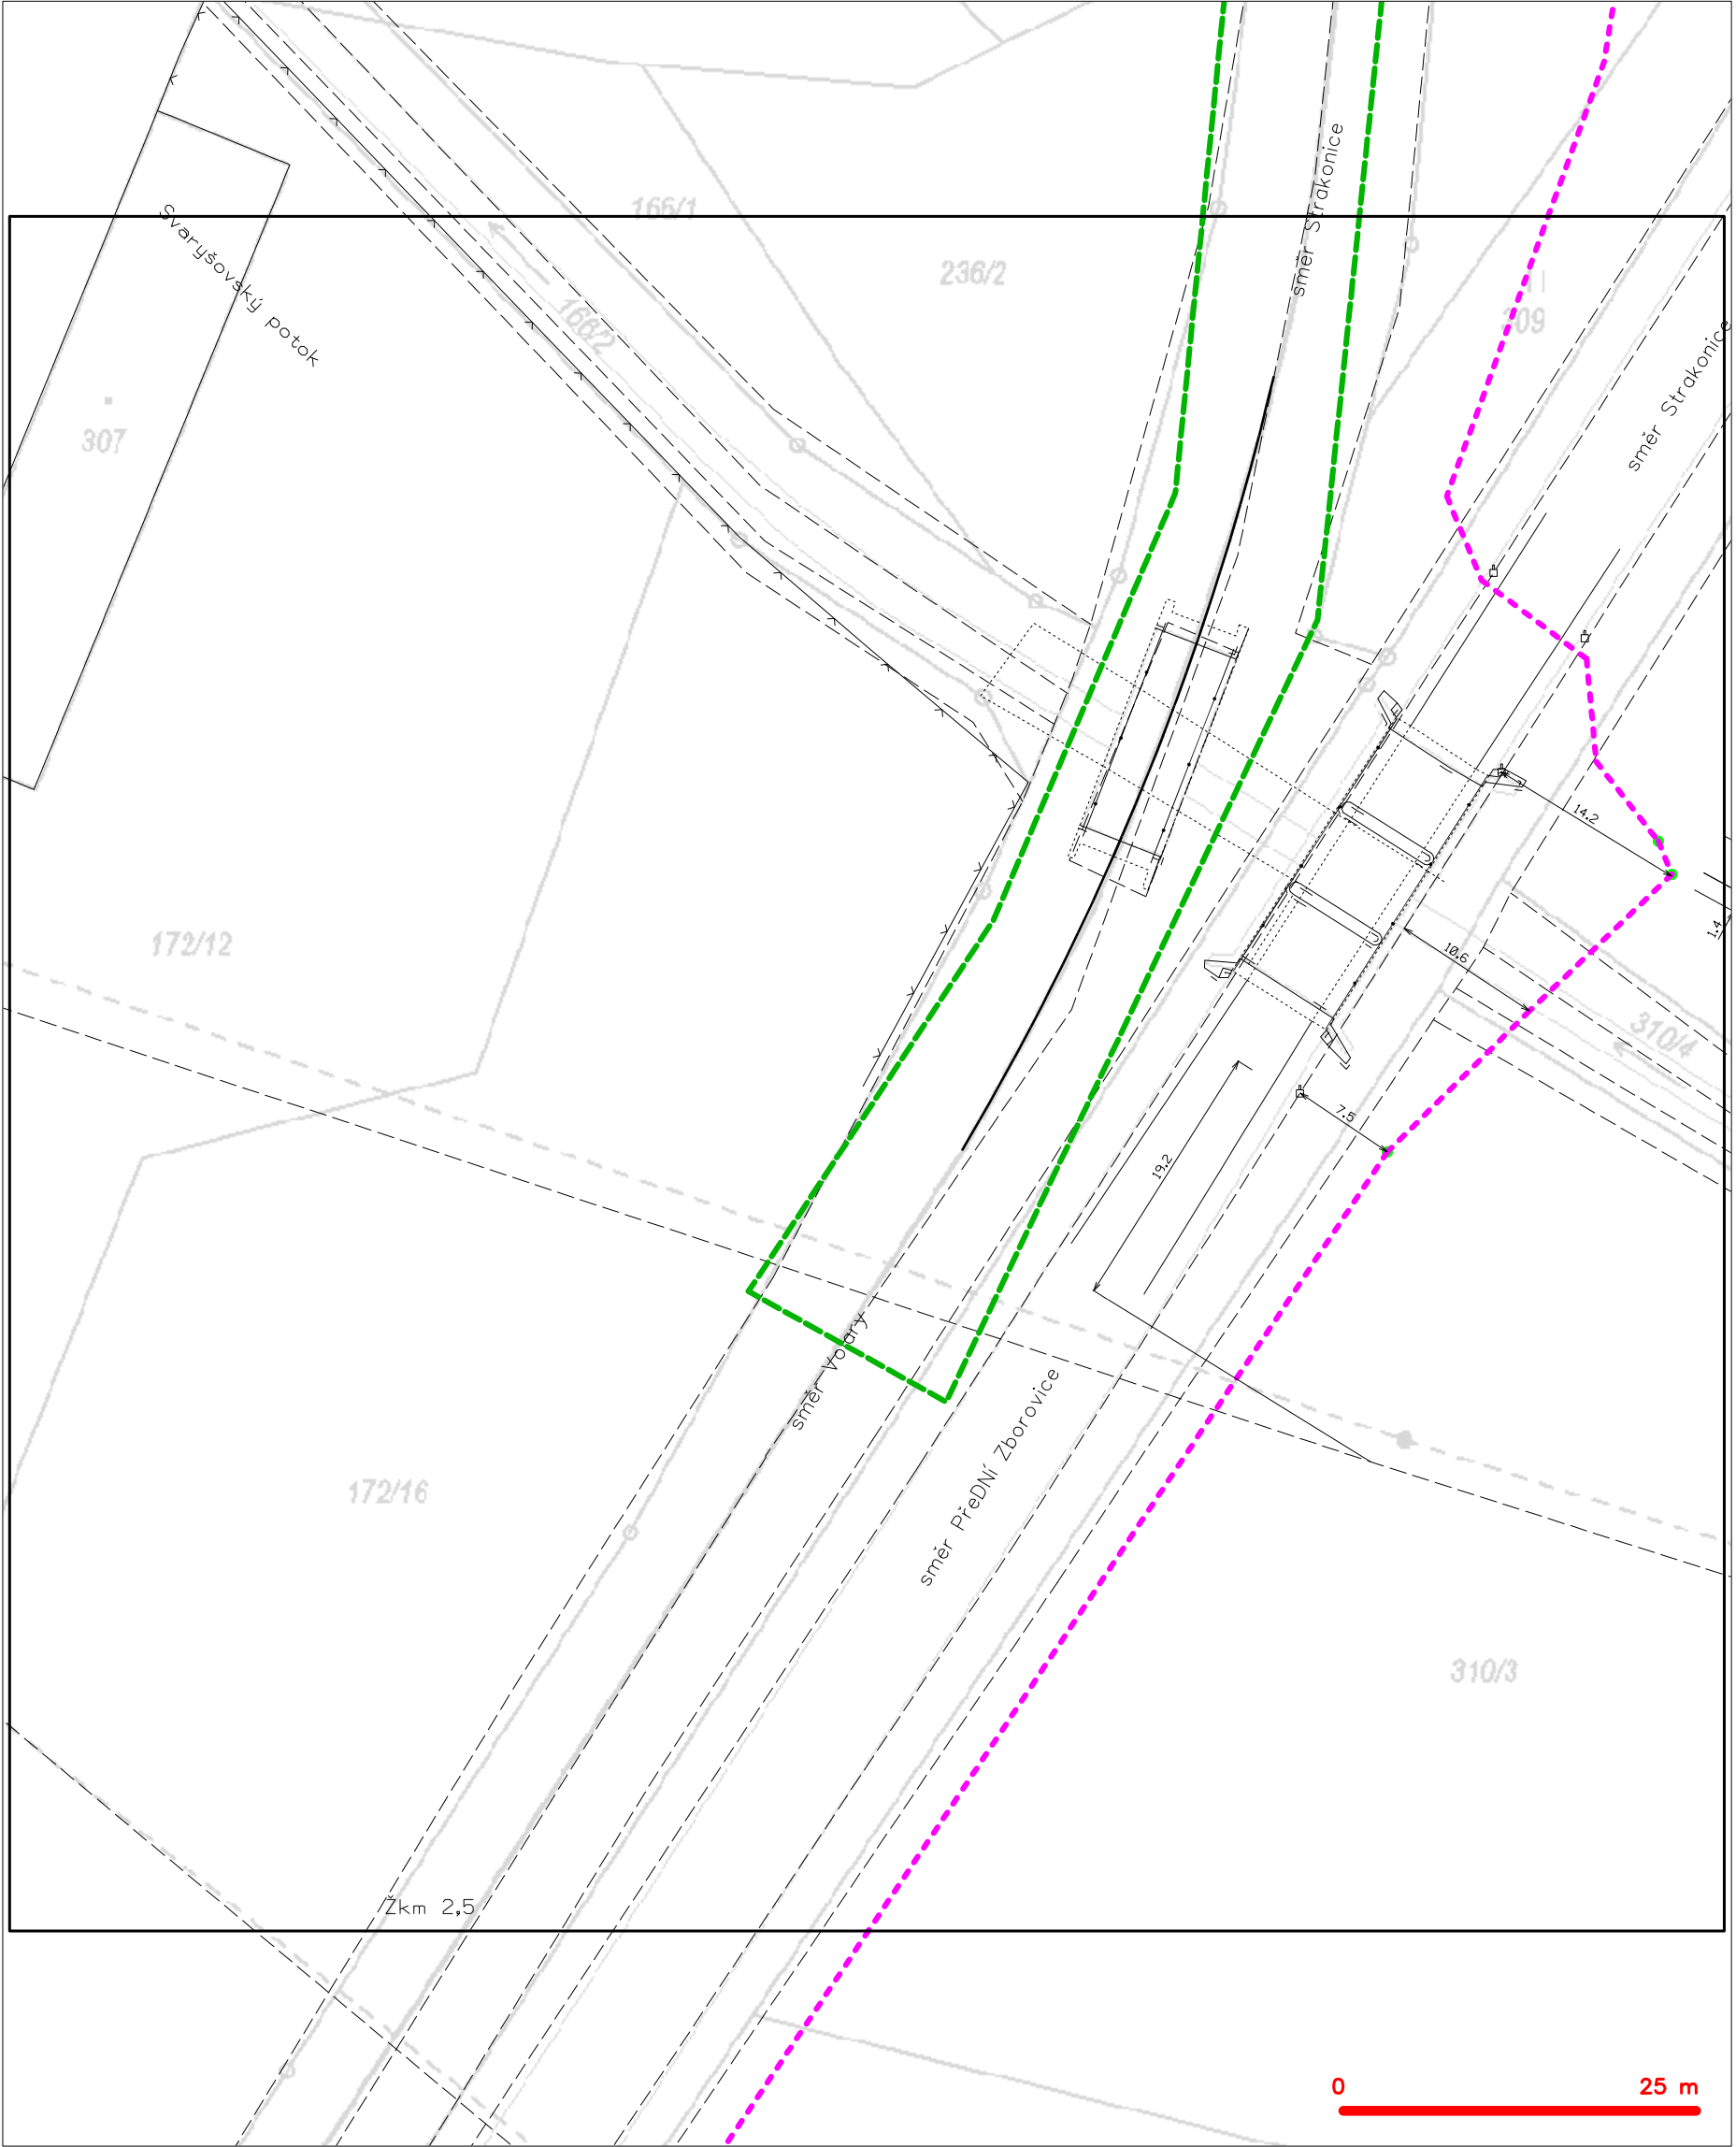 směr Strakonice
166/1
Svaryšovský potok
236/2
166/2
309
směr Strakonice
307
14.2
172/12
1.4
10.6
310/4
7.5
19.2
směr Volary
směr PřeDNí Zborovice
172/16
310/3
Žkm 2,5
0
25 m